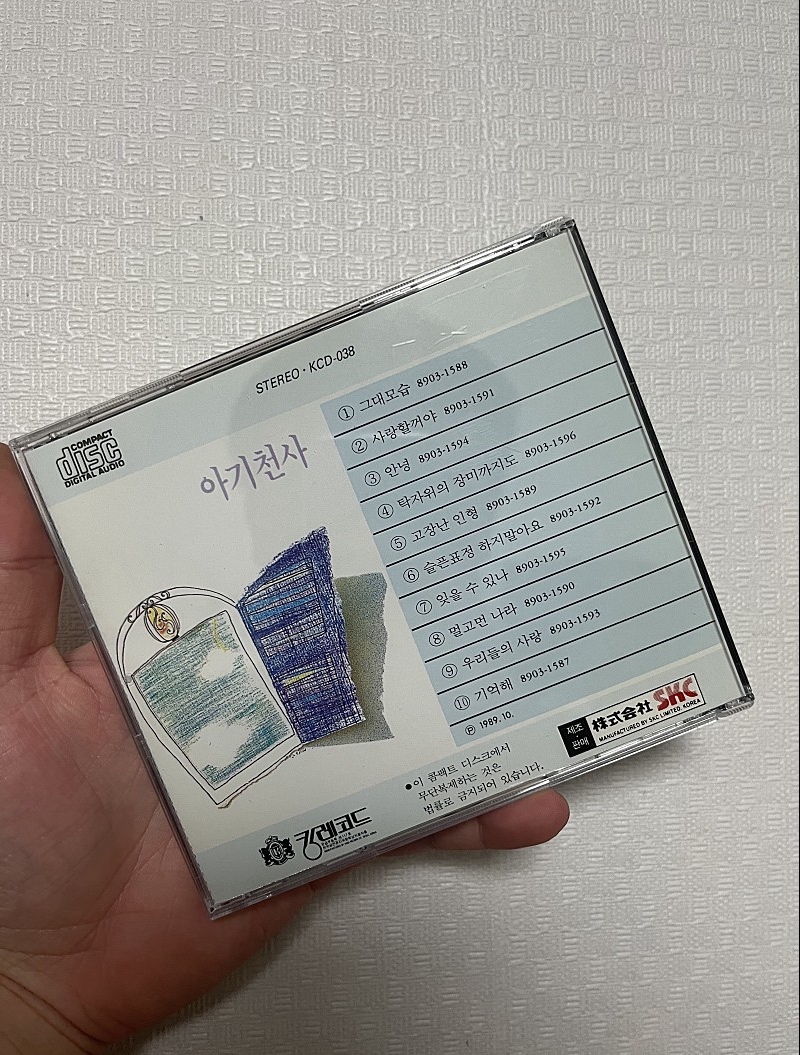 STEREO · KCD-038
COMPACT
disc
DIGITAL AUDIO
아기천사
① 그대모습 8903-1588
② 사랑할꺼야 8903-1591
③ 안녕 8903-1594
④ 탁자위의 장미까지도 8903-1596
⑤ 고장난 인형 8903-1589
⑥ 슬픈표정 하지말아요 8903-1592
⑦ 잊을 수 있나 8903-1595
⑧ 멀고먼 나라 8903-1590
⑨ 우리들의 사랑 8903-1593
⑩ 기억해 8903-1587
Ⓟ 1989. 10.
제조·판매
株式会社 SKC
MANUFACTURED BY SKC LIMITED, KOREA
●이 콤팩트 디스크에서
무단복제하는 것은
법률로 금지되어 있습니다.
킹레코드